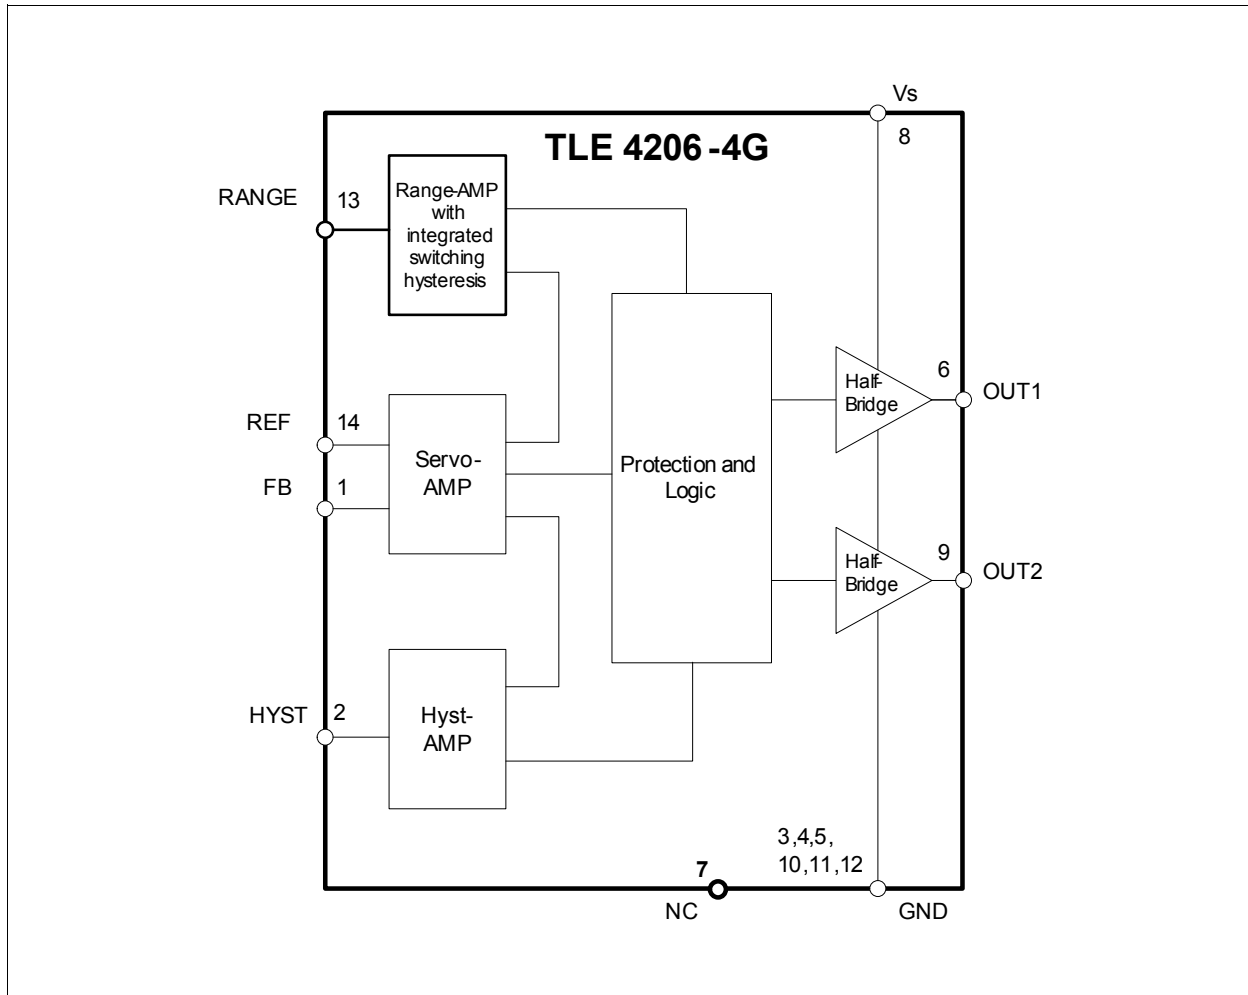 Vs
8
TLE 4206-4G
RANGE
13
Range-AMP
with
integrated
switching
hysteresis
REF
14
FB
1
Servo-
AMP
Protection and
Logic
Half-
Bridge
6
OUT1
Half-
Bridge
9
OUT2
HYST
2
Hyst-
AMP
3,4,5,
10,11,12
7
NC
GND